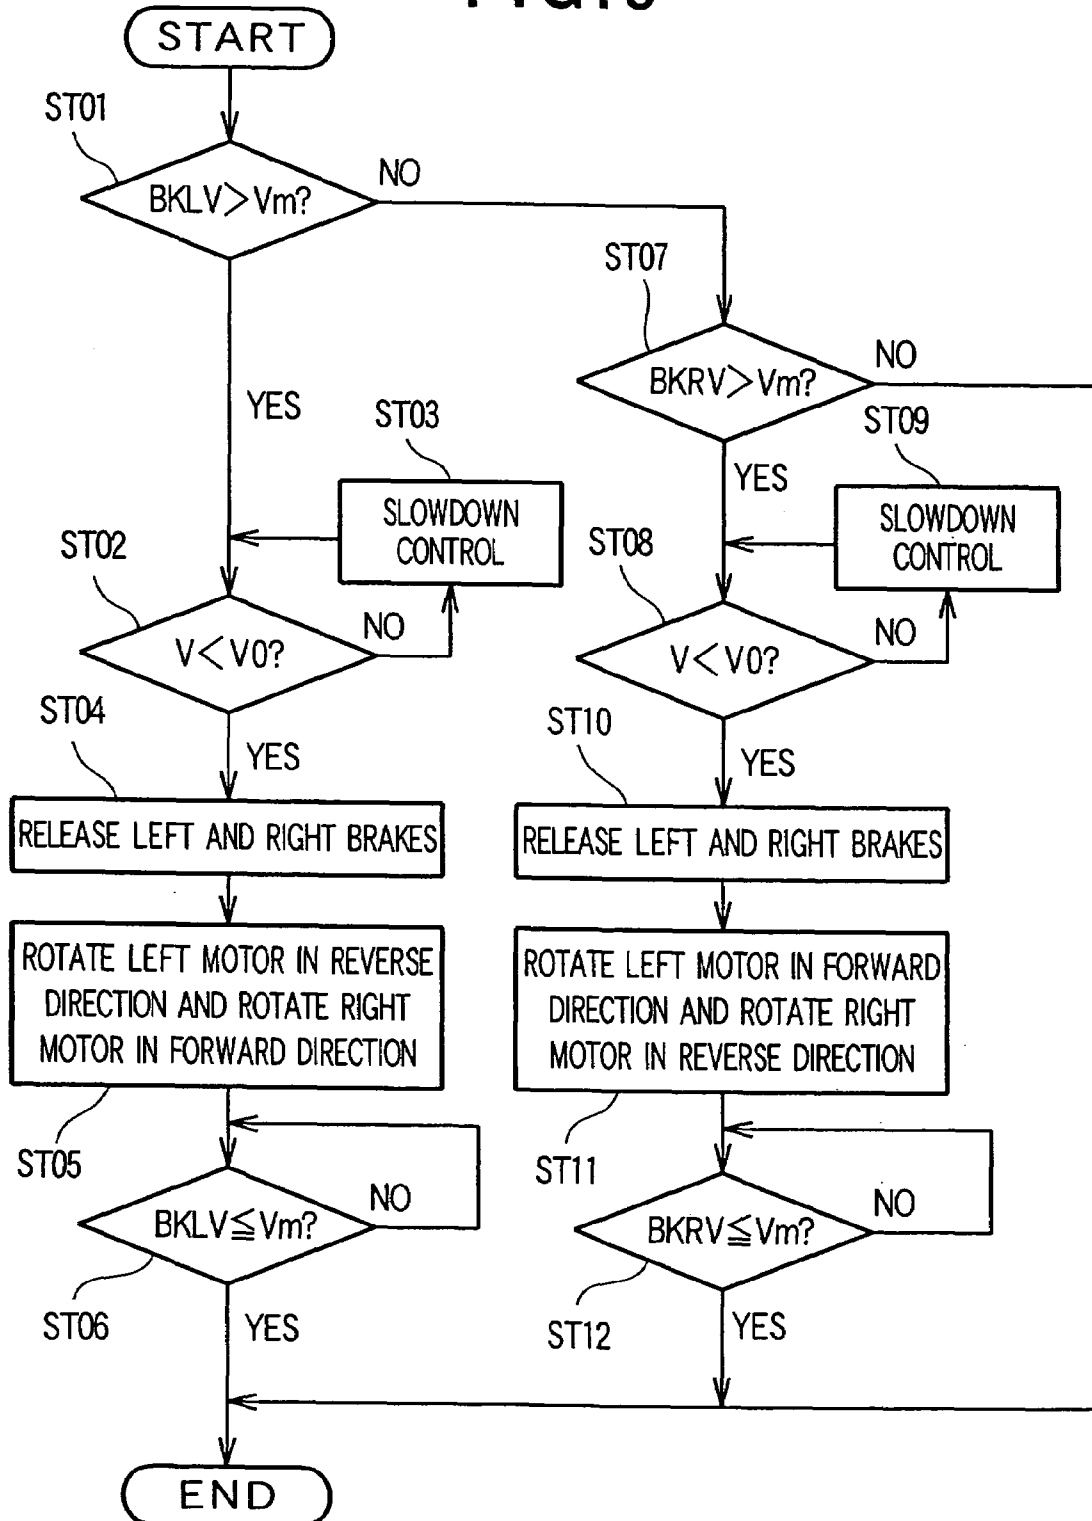 START
ST01
BKLV>Vm?
NO
ST07
BKRV>Vm?
NO
YES
ST03
SLOWDOWN
CONTROL
ST09
YES
SLOWDOWN
CONTROL
ST02
V<V0?
NO
ST08
V<V0?
NO
ST04
YES
ST10
YES
RELEASE LEFT AND RIGHT BRAKES
RELEASE LEFT AND RIGHT BRAKES
ROTATE LEFT MOTOR IN REVERSE
DIRECTION AND ROTATE RIGHT
MOTOR IN FORWARD DIRECTION
ROTATE LEFT MOTOR IN FORWARD
DIRECTION AND ROTATE RIGHT
MOTOR IN REVERSE DIRECTION
ST05
ST11
BKLV≦Vm?
NO
BKRV≦Vm?
NO
ST06
YES
ST12
YES
END